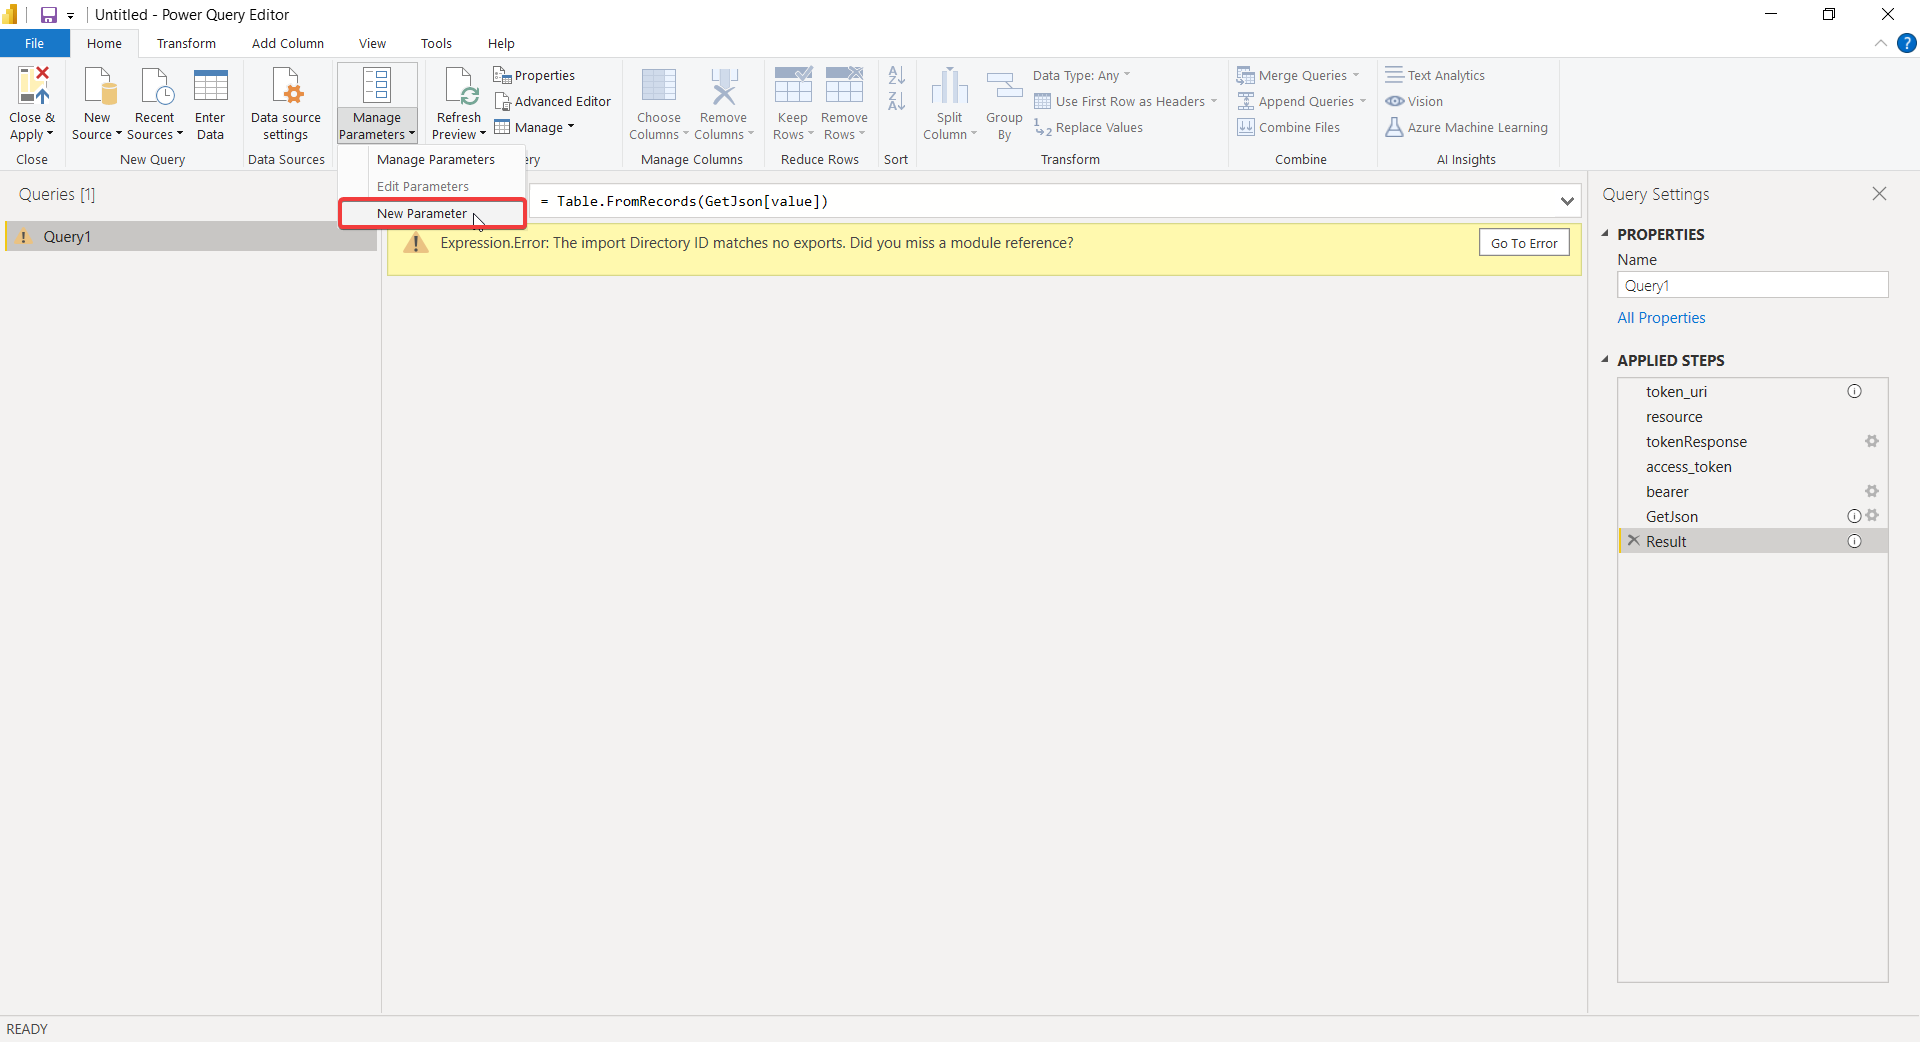 Untitled - Power Query Editor
File
Home
Transform
Add Column
View
Tools
Help
?
Close &
Apply
Close
New
Source
Recent
Sources
Enter
Data
New Query
Data source
settings
Data Sources
Manage
Parameters
Refresh
Preview
Properties
Advanced Editor
Manage
ery
Choose
Columns
Remove
Columns
Manage Columns
Keep
Rows
Remove
Rows
Reduce Rows
A
Z
Z
A
Sort
Split
Column
Group
By
Data Type: Any
Use First Row as Headers
1
2
Replace Values
Transform
Merge Queries
Append Queries
Combine Files
Combine
Text Analytics
Vision
Azure Machine Learning
AI Insights
Manage Parameters
Edit Parameters
New Parameter
Queries [1]
Query1
= Table.FromRecords(GetJson[value])
Expression.Error: The import Directory ID matches no exports. Did you miss a module reference?
Go To Error
Query Settings
PROPERTIES
Name
Query1
All Properties
APPLIED STEPS
token_uri
resource
tokenResponse
access_token
bearer
GetJson
Result
READY